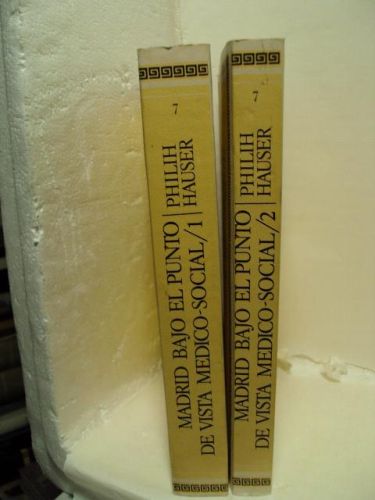 7
MADRID BAJO EL PUNTO
DE VISTA MEDICO-SOCIAL/1
PHILIH
HAUSER
7
MADRID BAJO EL PUNTO
DE VISTA MEDICO-SOCIAL/2
PHILIH
HAUSER